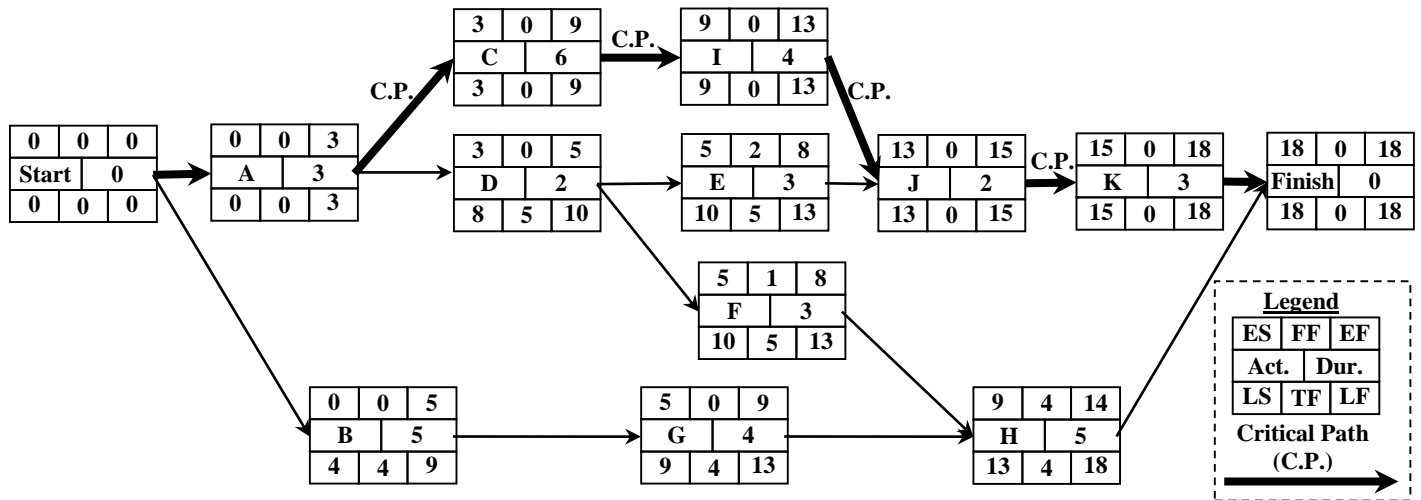 3 0 9
C 6
3 0 9
C.P.
9 0 13
I 4
9 0 13
C.P.
C.P.
0 0 0
Start 0
0 0 0
0 0 3
A 3
0 0 3
3 0 5
D 2
8 5 10
5 2 8
E 3
10 5 13
13 0 15
J 2
13 0 15
C.P.
15 0 18
K 3
15 0 18
18 0 18
Finish 0
18 0 18
5 1 8
F 3
10 5 13
0 0 5
B 5
4 4 9
5 0 9
G 4
9 4 13
9 4 14
H 5
13 4 18
Legend
ES FF EF
Act. Dur.
LS TF LF
Critical Path
(C.P.)